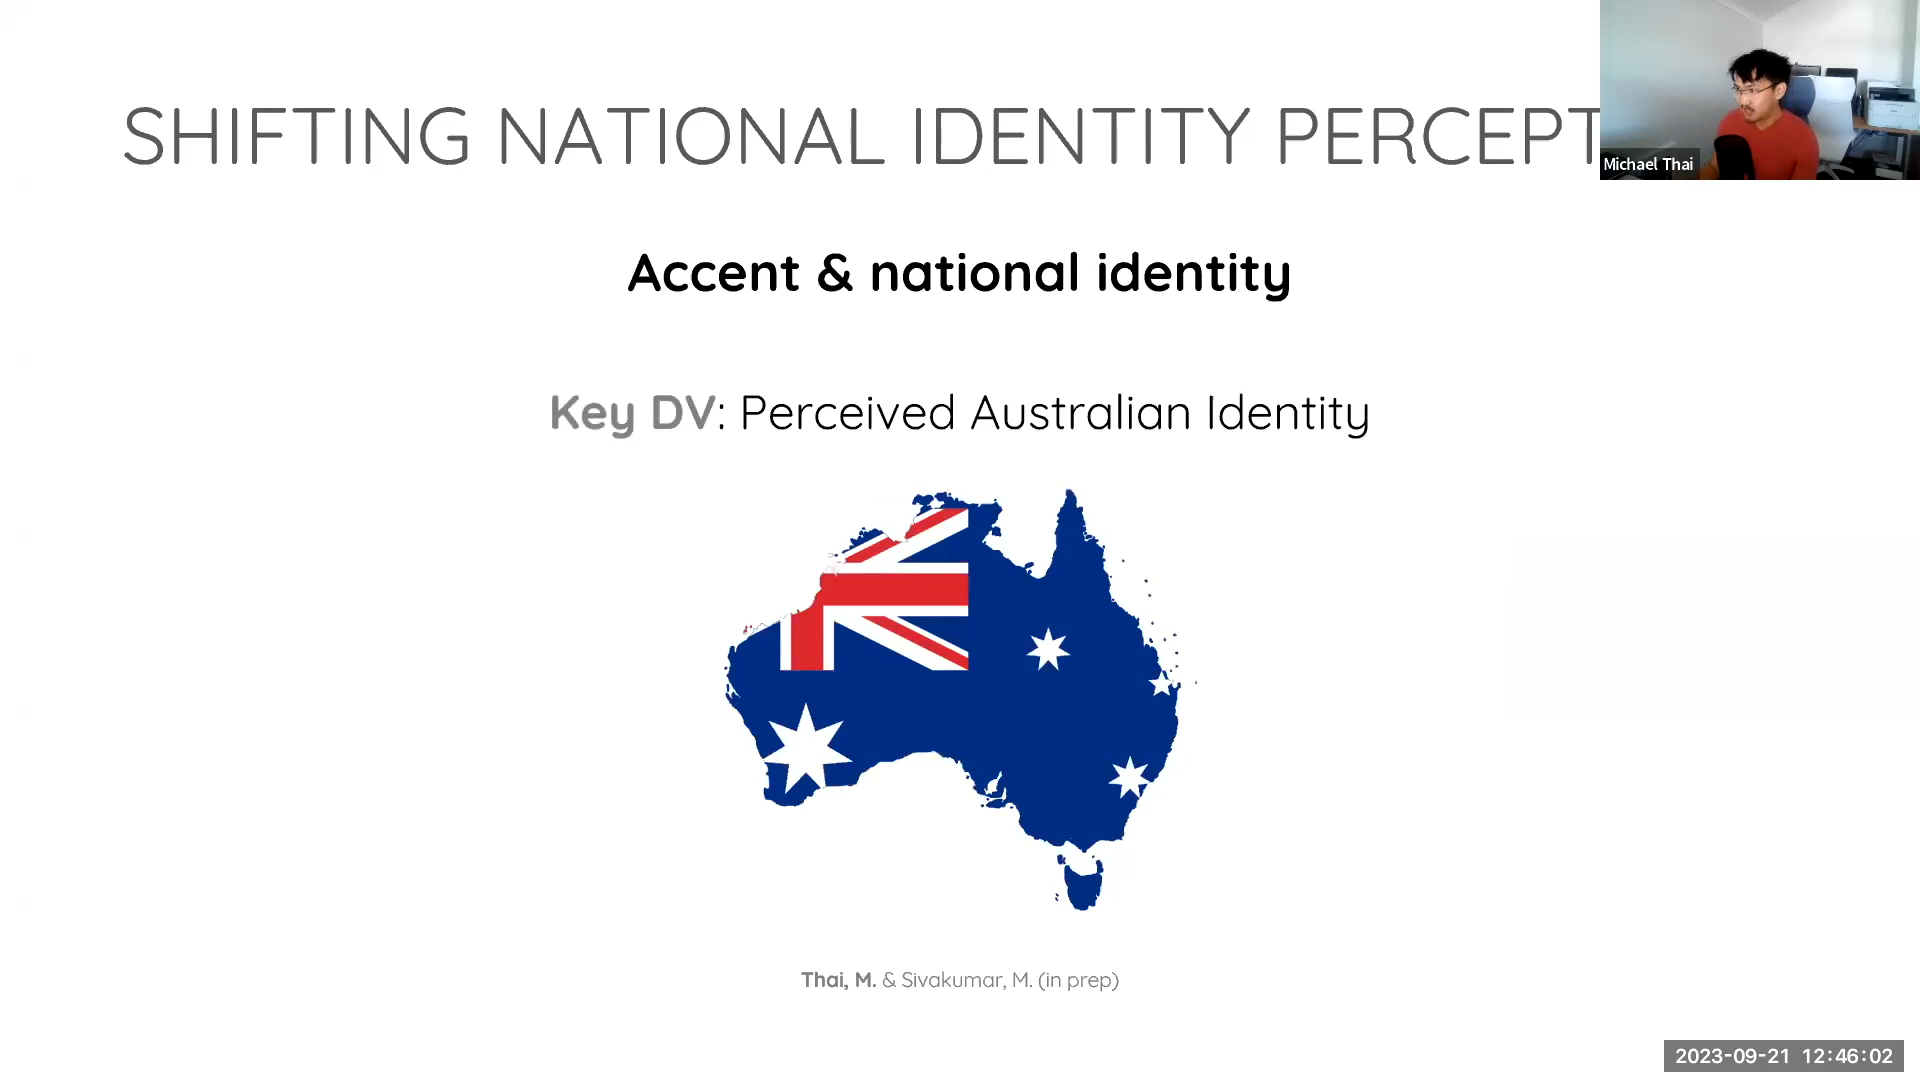 SHIFTING NATIONAL IDENTITY PERCEPT
Michael Thai
Accent & national identity
Key DV: Perceived Australian Identity
Thai, M. & Sivakumar, M. (in prep)
2023-09-21 12:46:02